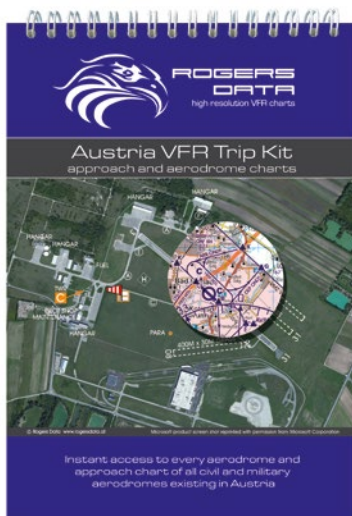 ROGERS
DATA
high resolution VFR charts
Austria VFR Trip Kit
approach and aerodrome charts
HANGAR
HANGAR
HANGAR
HANGAR
FUEL
C
HANGAR
PARA
© Rogers Data www.rogersdata.at
Microsoft product screen shot reprinted with permission from Microsoft Corporation
Instant access to every aerodrome and
approach chart of all civil and military
aerodromes existing in Austria